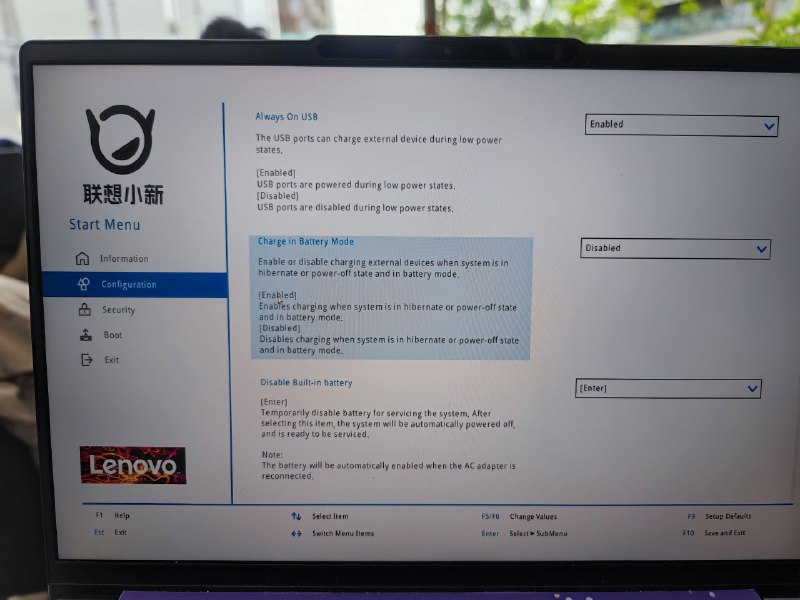 联想小新
Start Menu
Information
Configuration
Security
Boot
Exit
Lenovo
Always On USB
Enabled
The USB ports can charge external device during low power
states.
[Enabled]
USB ports are powered during low power states.
[Disabled]
USB ports are disabled during low power states.
Charge in Battery Mode
Disabled
Enable or disable charging external devices when system is in
hibernate or power-off state and in battery mode.
[Enabled]
Enables charging when system is in hibernate or power-off state
and in battery mode.
[Disabled]
Disables charging when system is in hibernate or power-off state
and in battery mode.
Disable Built-in battery
[Enter]
[Enter]
Temporarily disable battery for servicing the system. After
selecting this item, the system will be automatically powered off,
and is ready to be serviced.
Note:
The battery will be automatically enabled when the AC adapter is
reconnected.
F1 Help
↑↓ Select Item
F5/F6 Change Values
F9 Setup Defaults
Esc Exit
←→ Switch Menu Items
Enter Select ▶ SubMenu
F10 Save and Exit